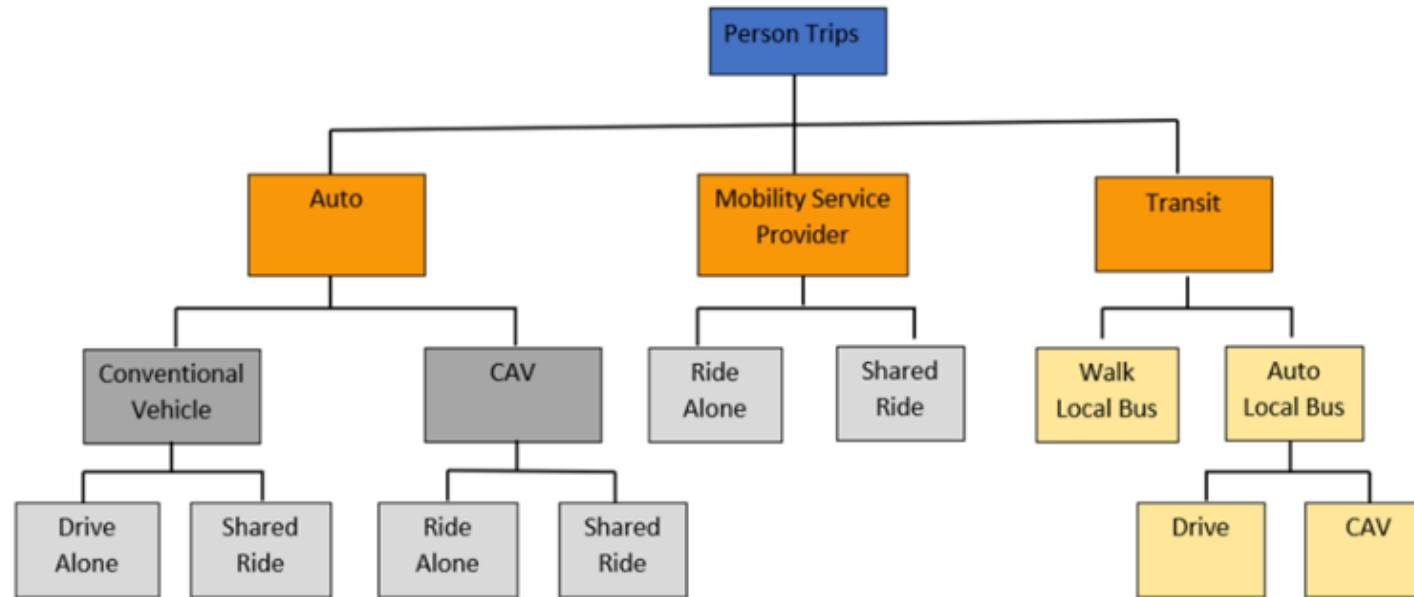 Person Trips
Auto
Mobility Service
Provider
Transit
Conventional
Vehicle
CAV
Ride
Alone
Shared
Ride
Walk
Local Bus
Auto
Local Bus
Drive
Alone
Shared
Ride
Ride
Alone
Shared
Ride
Drive
CAV